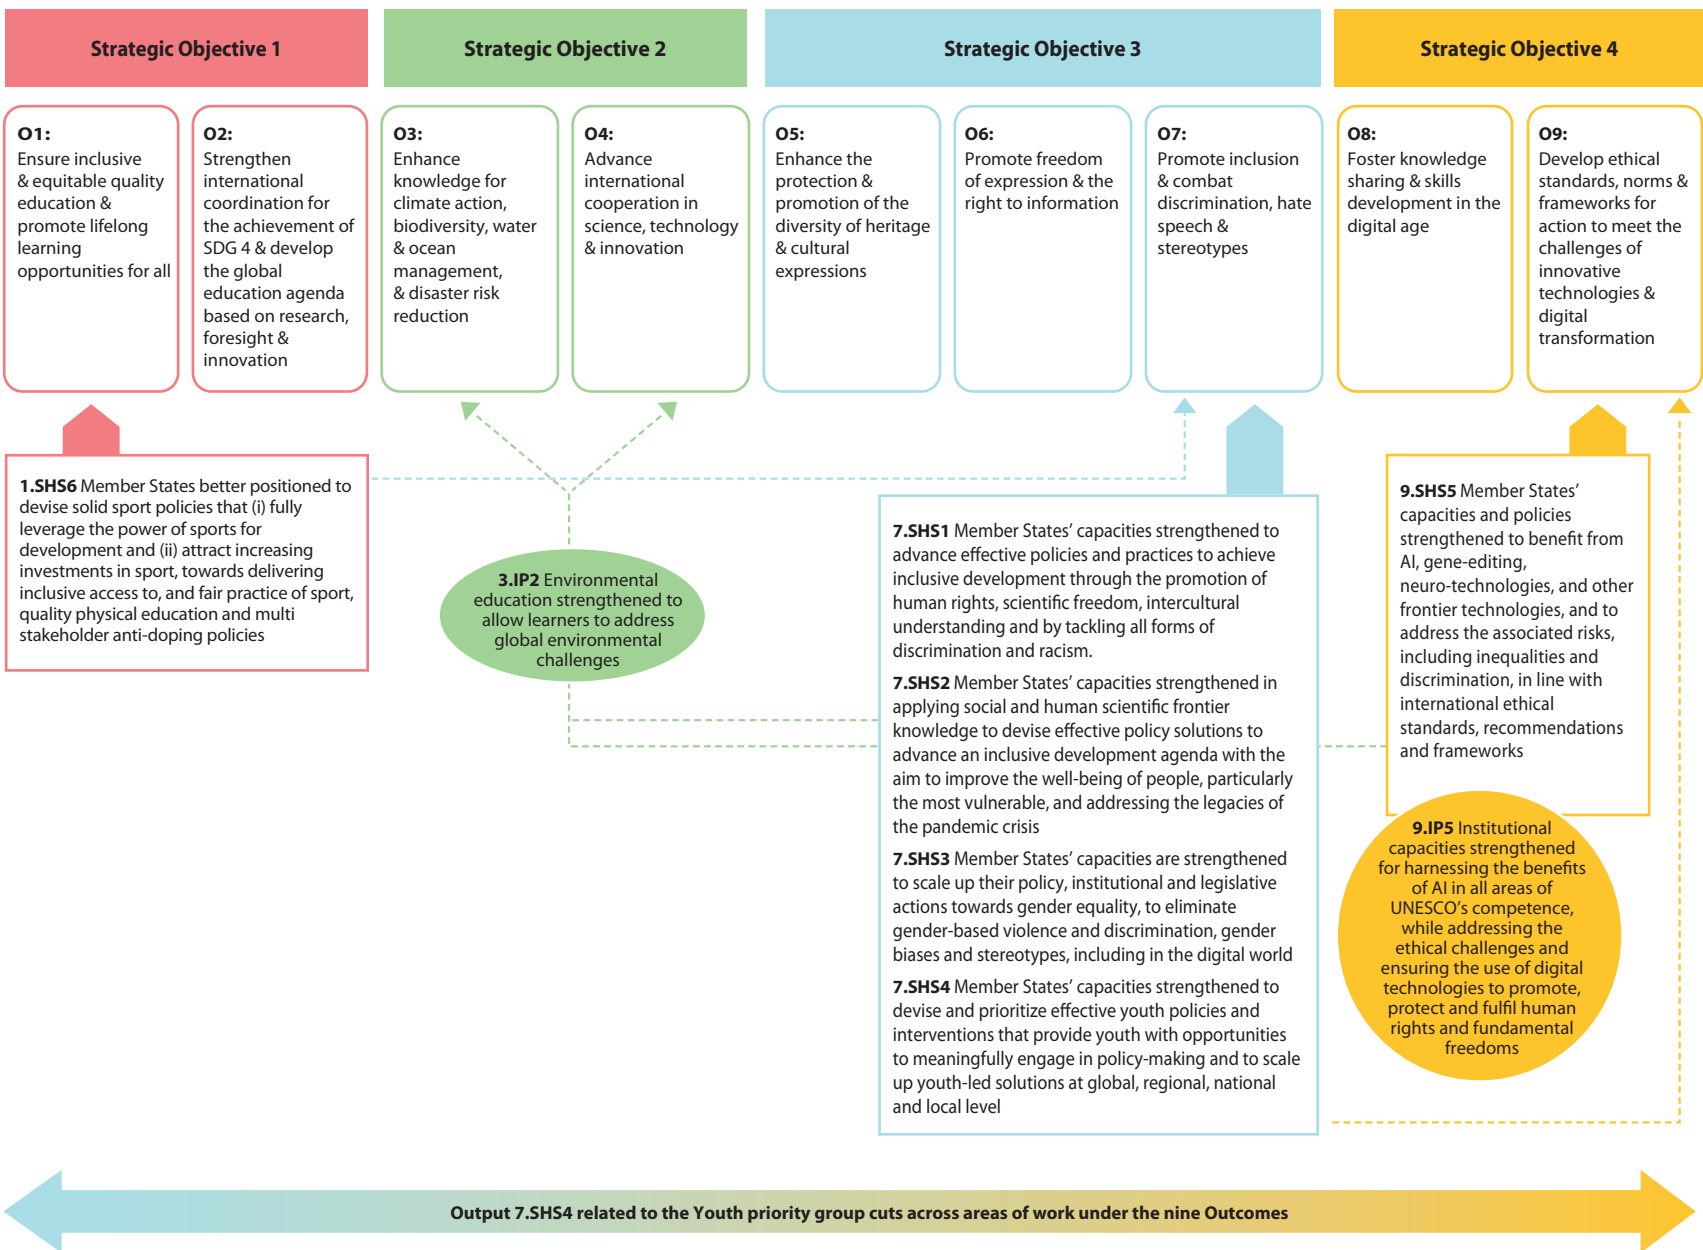 Strategic Objective 1
Strategic Objective 2
Strategic Objective 3
Strategic Objective 4
O1:
Ensure inclusive
& equitable quality
education &
promote lifelong
learning
opportunities for all
O2:
Strengthen
international
coordination for
the achievement of
SDG 4 & develop
the global
education agenda
based on research,
foresight &
innovation
O3:
Enhance
knowledge for
climate action,
biodiversity, water
& ocean
management,
& disaster risk
reduction
O4:
Advance
international
cooperation in
science, technology
& innovation
O5:
Enhance the
protection &
promotion of the
diversity of heritage
& cultural
expressions
O6:
Promote freedom
of expression & the
right to information
O7:
Promote inclusion
& combat
discrimination, hate
speech &
stereotypes
O8:
Foster knowledge
sharing & skills
development in the
digital age
O9:
Develop ethical
standards, norms &
frameworks for
action to meet the
challenges of
innovative
technologies &
digital
transformation
1.SHS6 Member States better positioned to
devise solid sport policies that (i) fully
leverage the power of sports for
development and (ii) attract increasing
investments in sport, towards delivering
inclusive access to, and fair practice of sport,
quality physical education and multi
stakeholder anti-doping policies
3.IP2 Environmental
education strengthened to
allow learners to address
global environmental
challenges
7.SHS1 Member States' capacities strengthened to
advance effective policies and practices to achieve
inclusive development through the promotion of
human rights, scientific freedom, intercultural
understanding and by tackling all forms of
discrimination and racism.
7.SHS2 Member States' capacities strengthened in
applying social and human scientific frontier
knowledge to devise effective policy solutions to
advance an inclusive development agenda with the
aim to improve the well-being of people, particularly
the most vulnerable, and addressing the legacies of
the pandemic crisis
7.SHS3 Member States' capacities are strengthened
to scale up their policy, institutional and legislative
actions towards gender equality, to eliminate
gender-based violence and discrimination, gender
biases and stereotypes, including in the digital world
7.SHS4 Member States' capacities strengthened to
devise and prioritize effective youth policies and
interventions that provide youth with opportunities
to meaningfully engage in policy-making and to scale
up youth-led solutions at global, regional, national
and local level
9.SHS5 Member States'
capacities and policies
strengthened to benefit from
AI, gene-editing,
neuro-technologies, and other
frontier technologies, and to
address the associated risks,
including inequalities and
discrimination, in line with
international ethical
standards, recommendations
and frameworks
9.IP5 Institutional
capacities strengthened
for harnessing the benefits
of AI in all areas of
UNESCO's competence,
while addressing the
ethical challenges and
ensuring the use of digital
technologies to promote,
protect and fulfil human
rights and fundamental
freedoms
Output 7.SHS4 related to the Youth priority group cuts across areas of work under the nine Outcomes